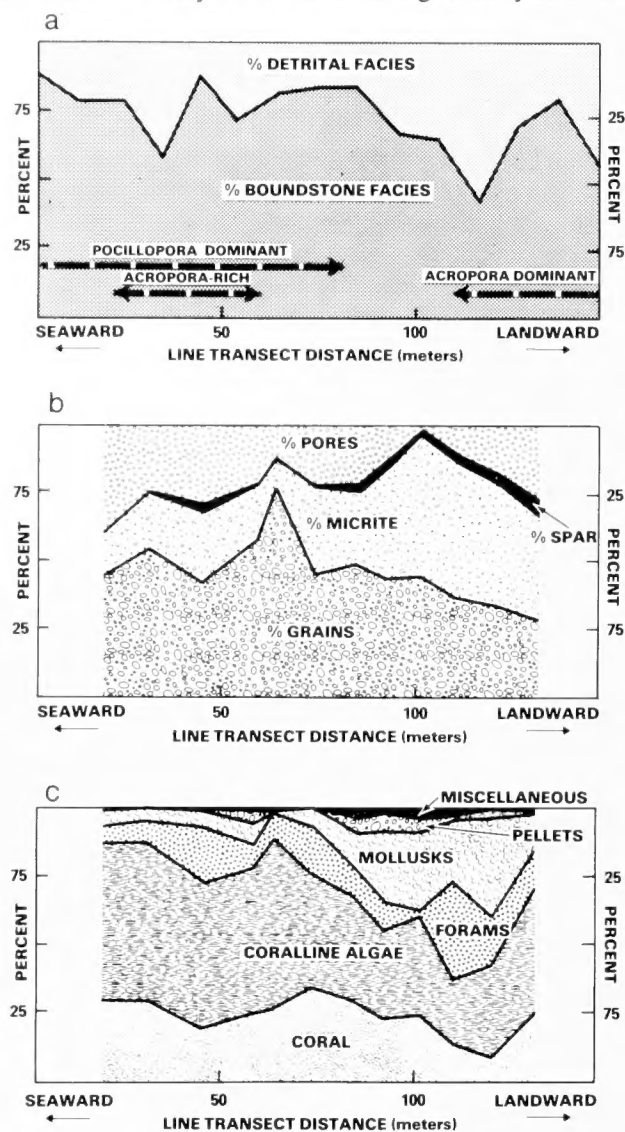 a
% DETRITAL FACIES
75
25
PERCENT
PERCENT
% BOUNDSTONE FACIES
25
75
POCILLOPORA DOMINANT
ACROPORA-RICH
ACROPORA DOMINANT
SEAWARD
50
100
LANDWARD
LINE TRANSECT DISTANCE (meters)
b
% PORES
75
25
% MICRITE
% SPAR
PERCENT
PERCENT
25
75
% GRAINS
SEAWARD
50
100
LANDWARD
LINE TRANSECT DISTANCE (meters)
c
MISCELLANEOUS
PELLETS
MOLLUSKS
75
25
FORAMS
PERCENT
PERCENT
CORALLINE ALGAE
25
75
CORAL
SEAWARD
50
100
LANDWARD
LINE TRANSECT DISTANCE (meters)